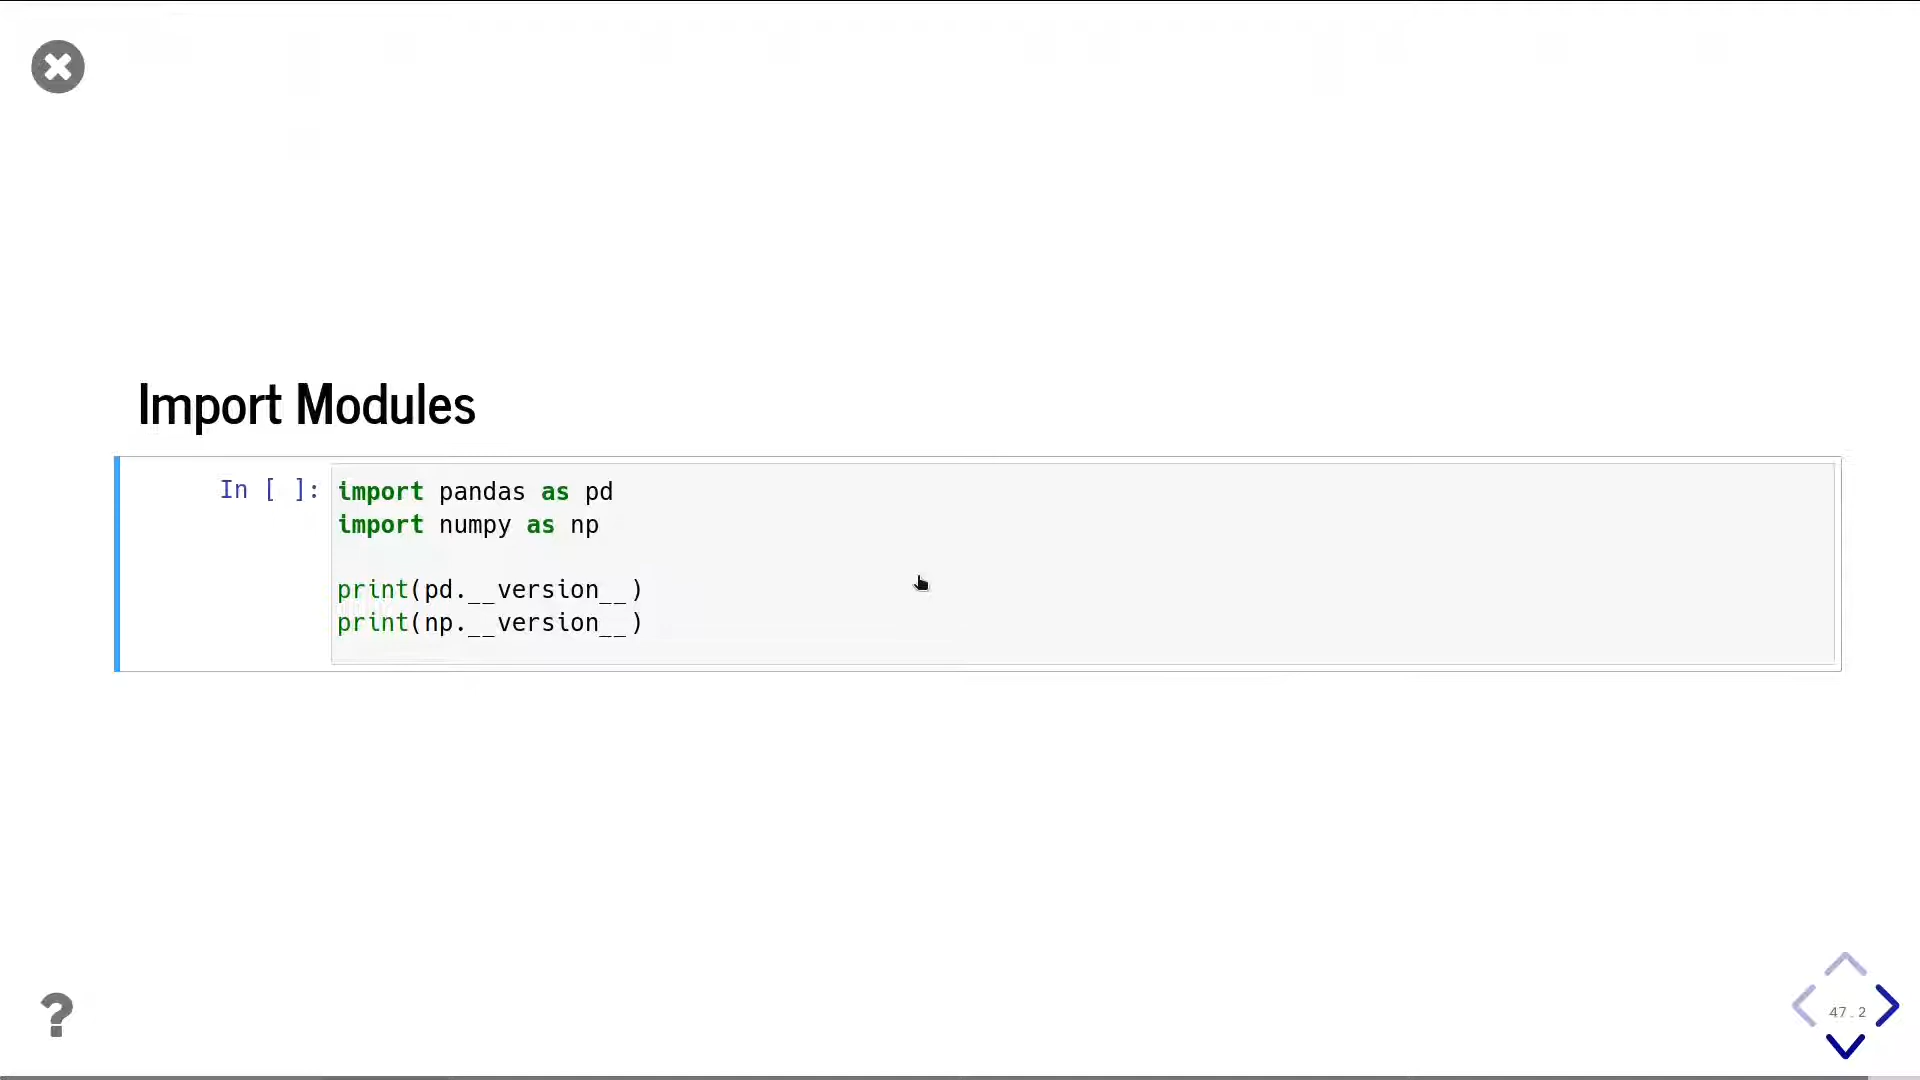 Import Modules
In [ ]:
import pandas as pd
import numpy as np
print(pd.__version__)
print(np.__version__)
?
47.2